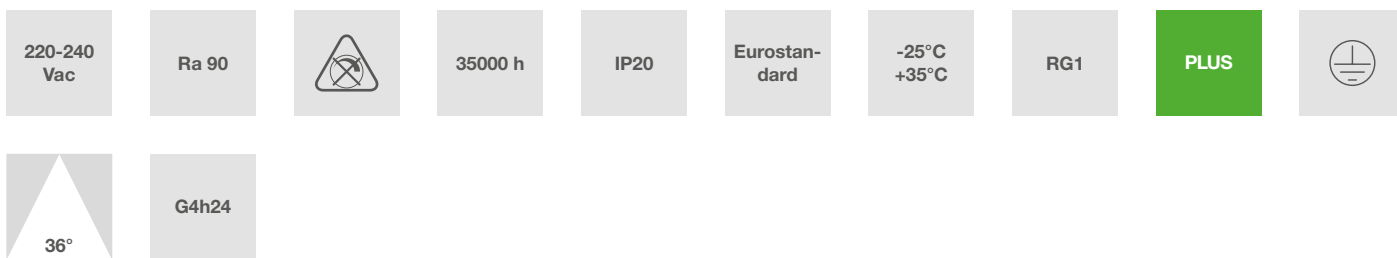 220-240
Vac
Ra 90
35000 h
IP20
Eurostan-
dard
-25°C
+35°C
RG1
PLUS
36°
G4h24